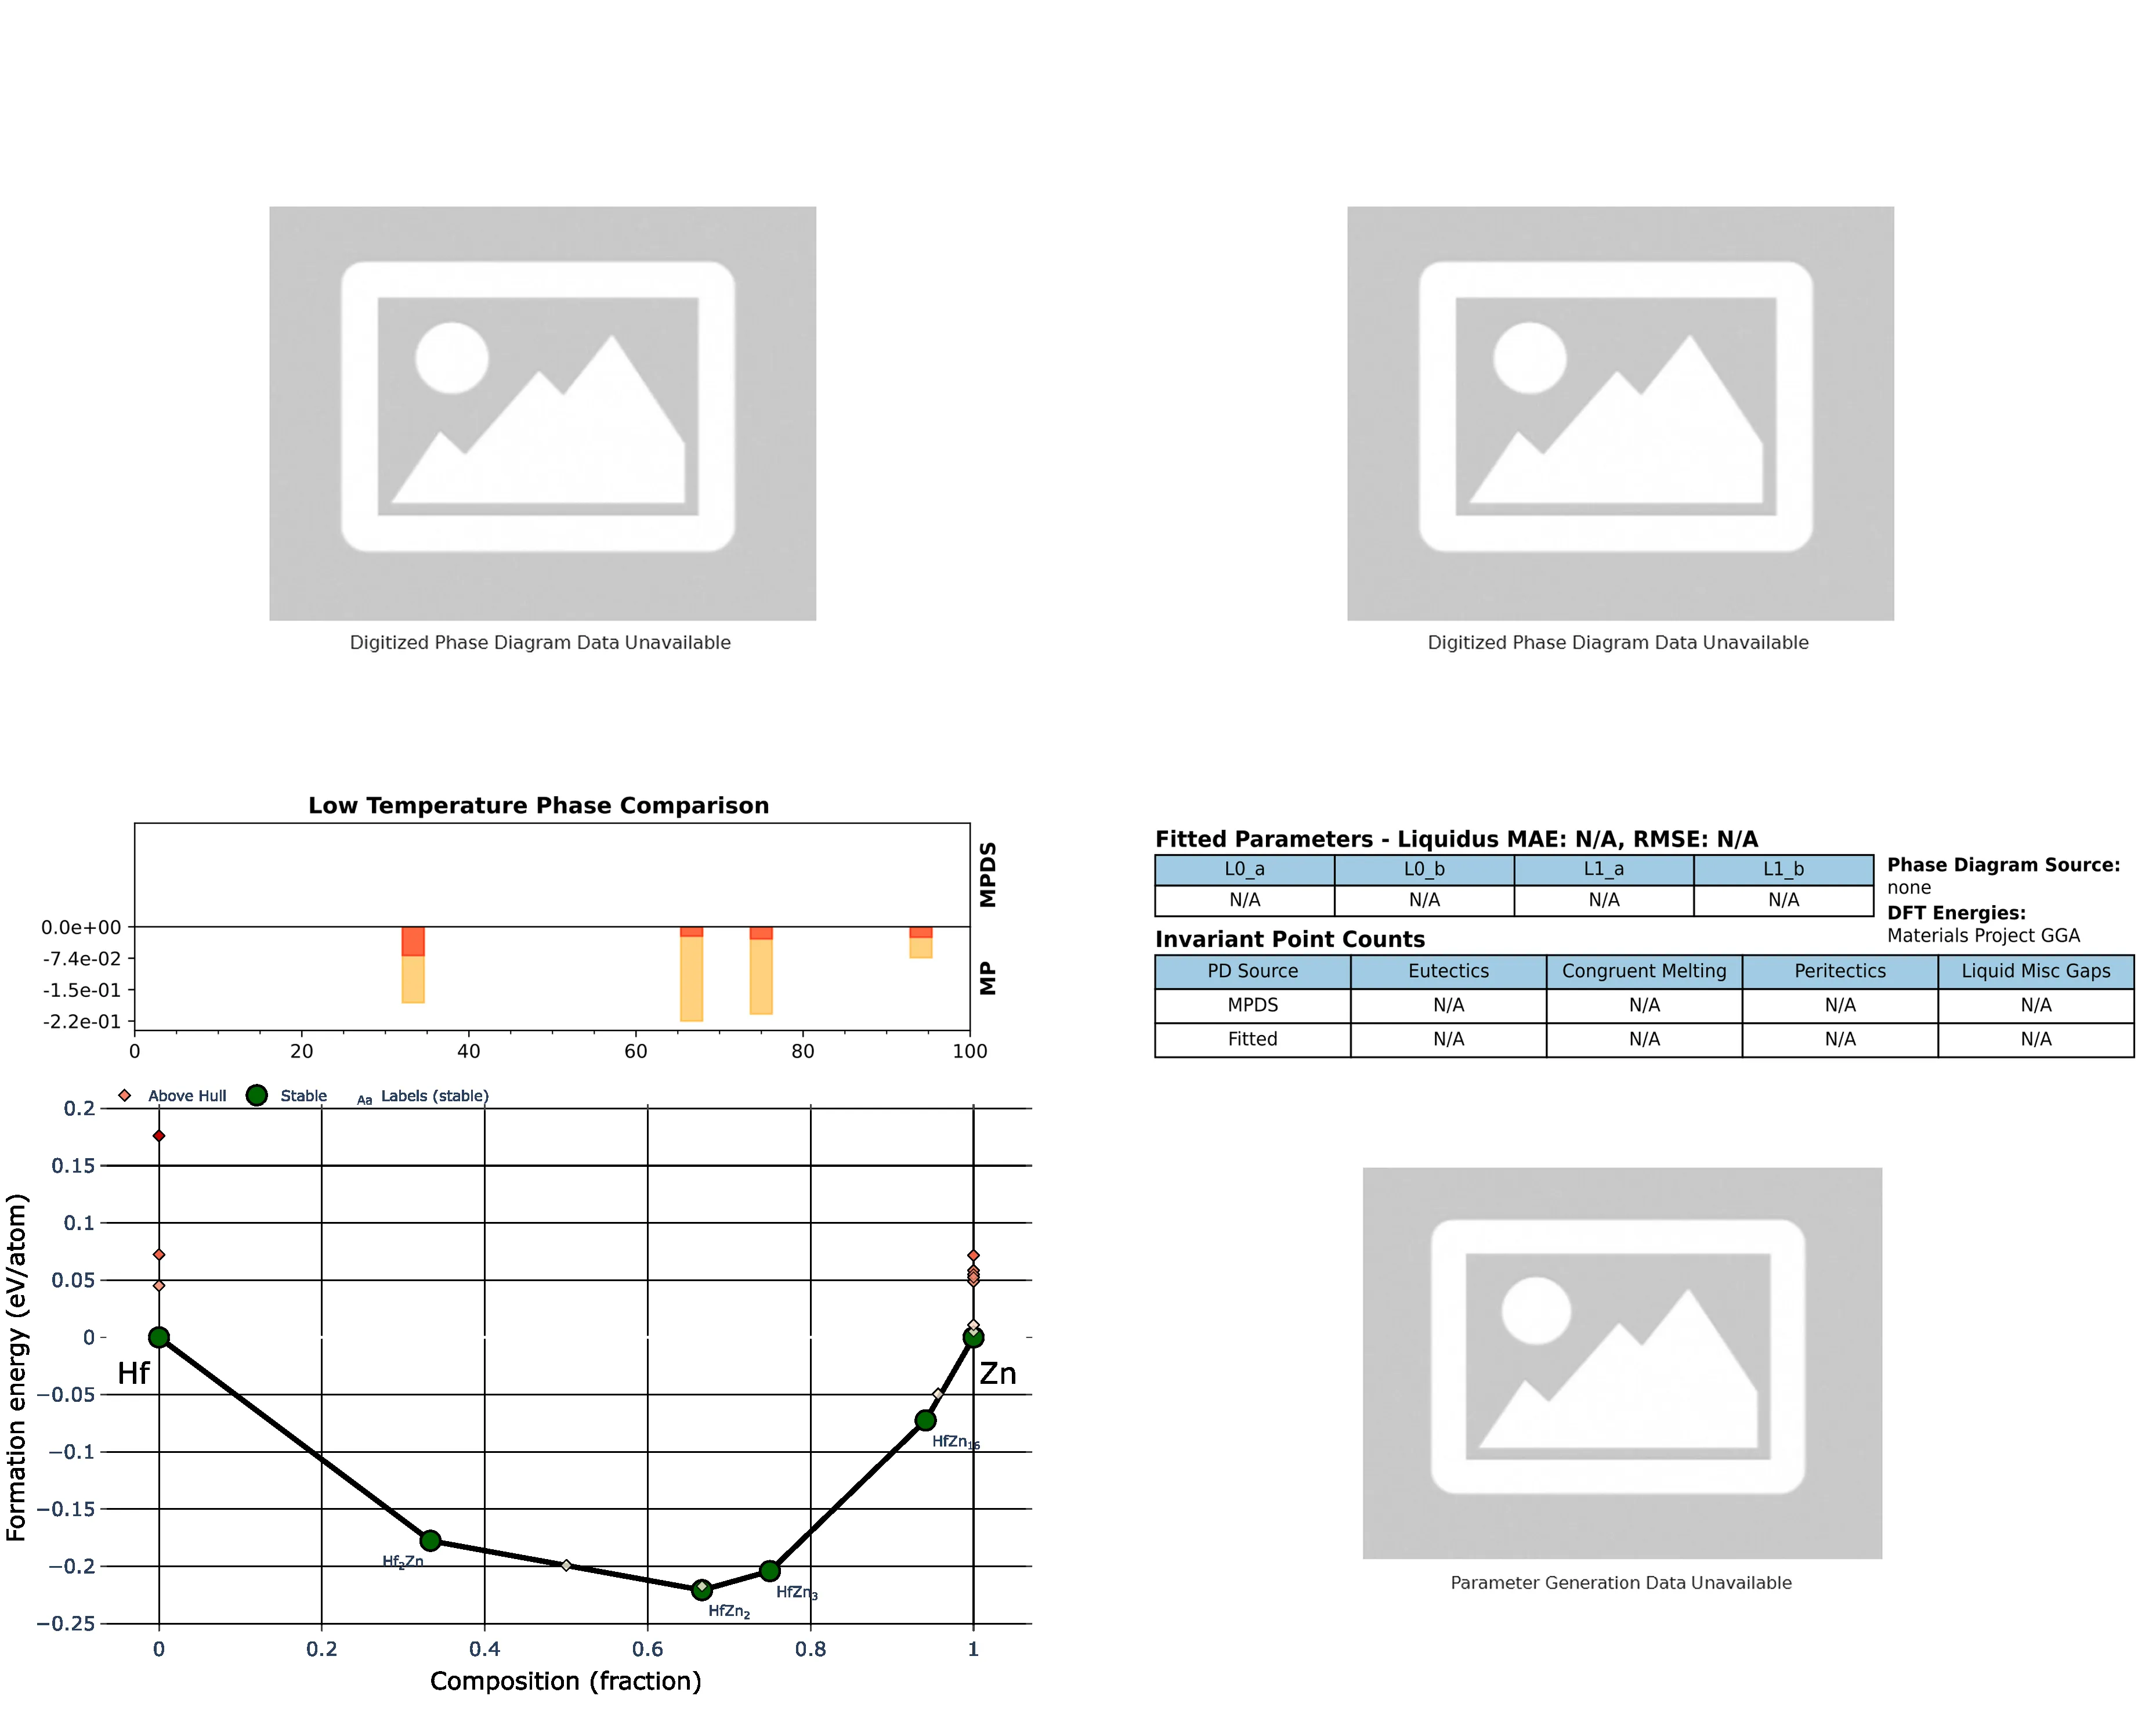 Digitized Phase Diagram Data Unavailable
Digitized Phase Diagram Data Unavailable
Low Temperature Phase Comparison
MPDS
MP
0.0e+00
-7.4e-02
-1.5e-01
-2.2e-01
0 20 40 60 80 100
Fitted Parameters - Liquidus MAE: N/A, RMSE: N/A
L0_a L0_b L1_a L1_b
N/A N/A N/A N/A
Phase Diagram Source:
none
DFT Energies:
Materials Project GGA
Invariant Point Counts
PD Source Eutectics Congruent Melting Peritectics Liquid Misc Gaps
MPDS N/A N/A N/A N/A
Fitted N/A N/A N/A N/A
Above Hull Stable Aa Labels (stable)
Formation energy (eV/atom)
0.2
0.15
0.1
0.05
0
−0.05
−0.1
−0.15
−0.2
−0.25
Hf
Zn
HfZn₁₆
Hf₂Zn
HfZn₃
HfZn₂
0 0.2 0.4 0.6 0.8 1
Composition (fraction)
Parameter Generation Data Unavailable